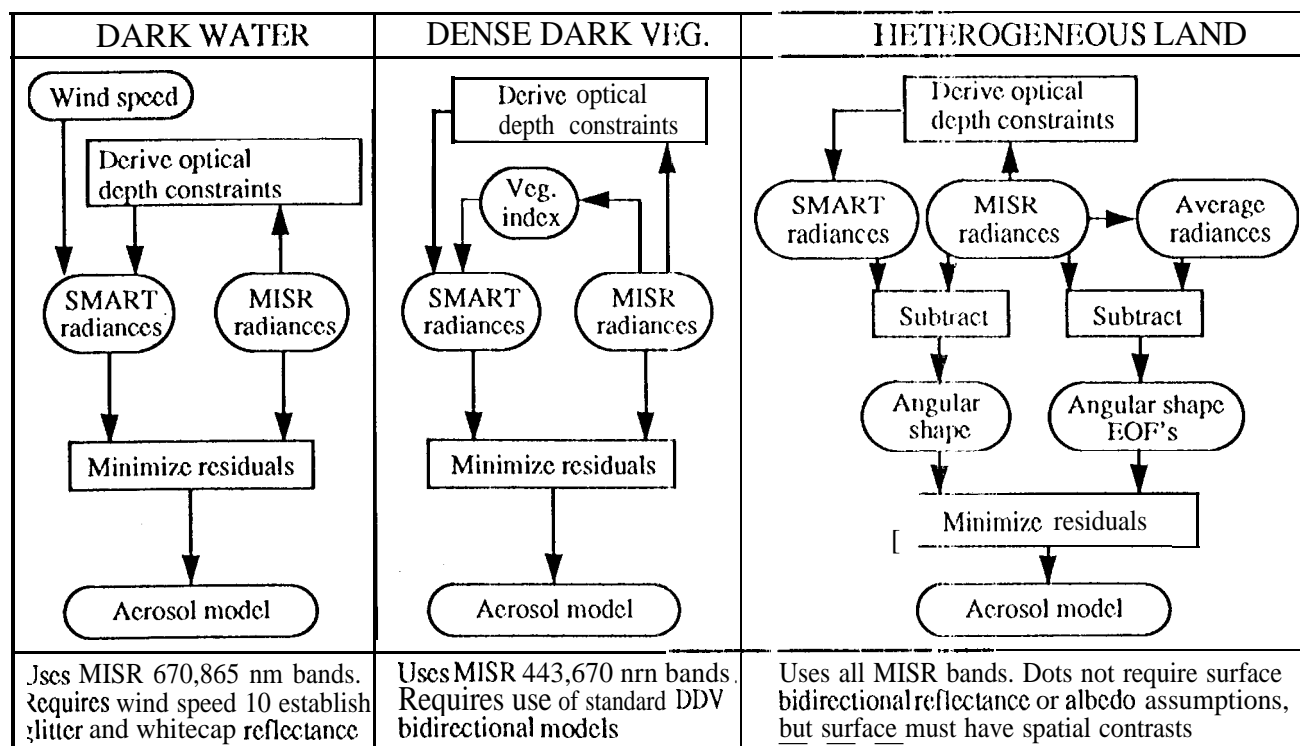 DARK WATER
Wind speed
Derive optical
depth constraints
SMART
radiances
MISR
radiances
Minimize residuals
Aerosol model
Uses MISR 670,865 nm bands.
Requires wind speed 10 establish
glitter and whitecap reflectance
DENSE DARK VEG.
Derive optical
depth constraints
Veg.
index
SMART
radiances
MISR
radiances
Minimize residuals
Aerosol model
Uses MISR 443,670 nrn bands.
Requires use of standard DDV
bidirectional models
HETEROGENEOUS LAND
Derive optical
depth constraints
SMART
radiances
MISR
radiances
Average
radiances
Subtract
Subtract
Angular
shape
Angular shape
EOF's
[ Minimize residuals
Aerosol model
Uses all MISR bands. Dots not require surface
bidirectional reflectance or albedo assumptions,
but surface must have spatial contrasts